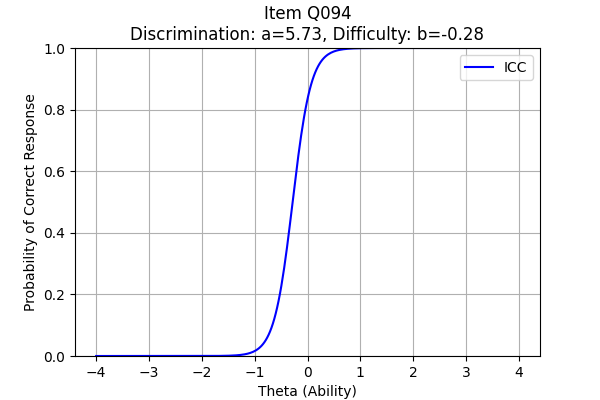 Item Q094
Discrimination: a=5.73, Difficulty: b=-0.28
ICC
Probability of Correct Response
1.0
0.8
0.6
0.4
0.2
0.0
−4 −3 −2 −1 0 1 2 3 4
Theta (Ability)